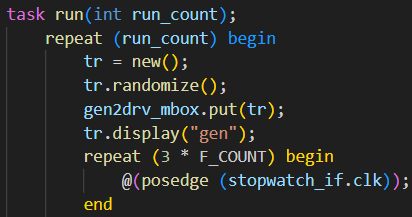 task run(int run_count);
    repeat (run_count) begin
        tr = new();
        tr.randomize();
        gen2drv_mbox.put(tr);
        tr.display("gen");
        repeat (3 * F_COUNT) begin
            @(posedge (stopwatch_if.clk));
        end